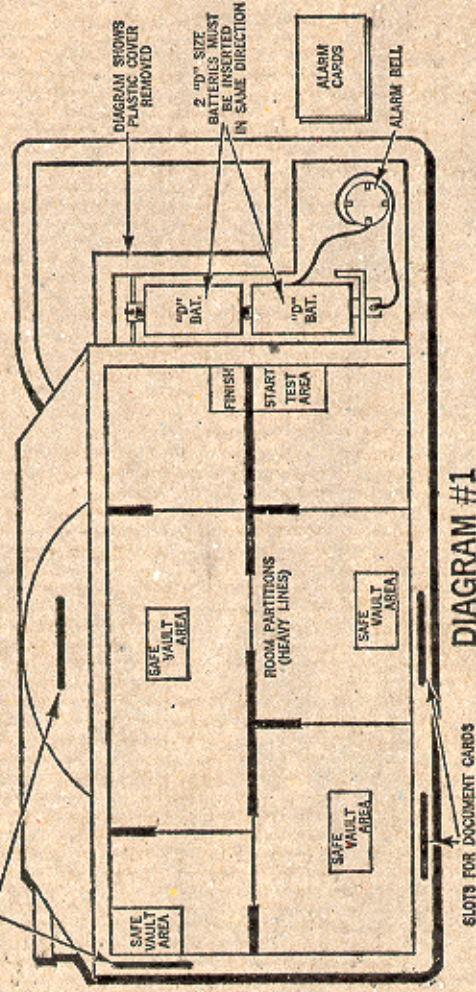 DIAGRAM SHOWS
PLASTIC COVER
REMOVED
2 "D" SIZE
BATTERIES MUST
BE INSERTED
IN SAME DIRECTION
ALARM
CARDS
ALARM BELL
"D"
BAT.
"D"
BAT.
FINISH
START
TEST
AREA
SAFE
VAULT
AREA
ROOM PARTITIONS
(HEAVY LINES)
SAFE
VAULT
AREA
SAFE
VAULT
AREA
SAFE
VAULT
AREA
SLOTS FOR DOCUMENT CARDS
DIAGRAM #1